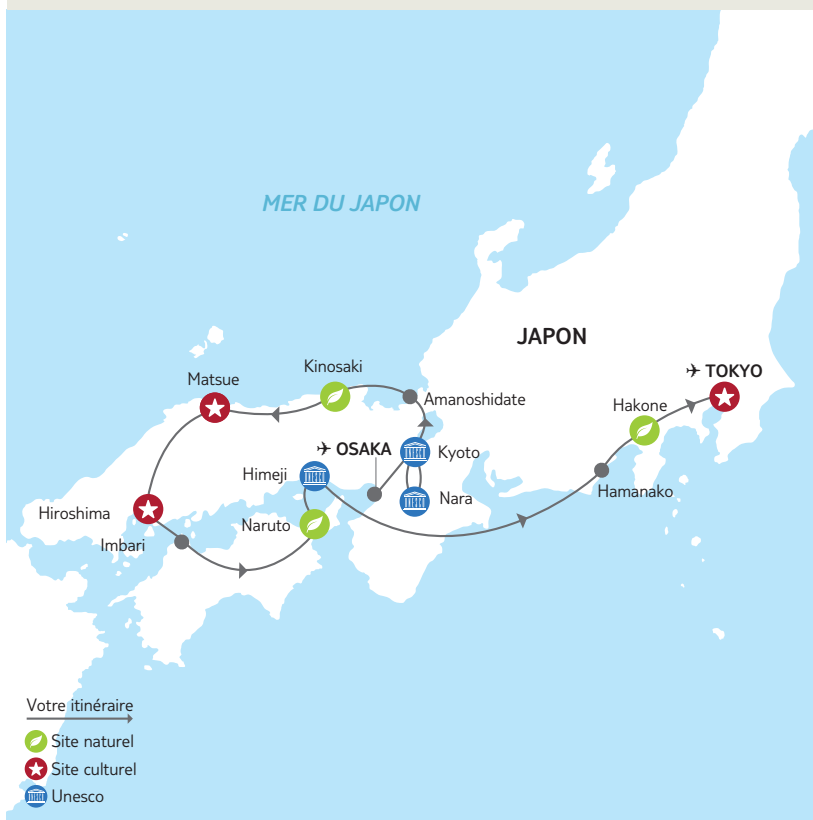 MER DU JAPON
JAPON
Kinosaki
Matsue
Amanoshidate
TOKYO
Hakone
OSAKA
Kyoto
Himeji
Nara
Hamanako
Hiroshima
Naruto
Imbari
Votre itinéraire
Site naturel
Site culturel
Unesco